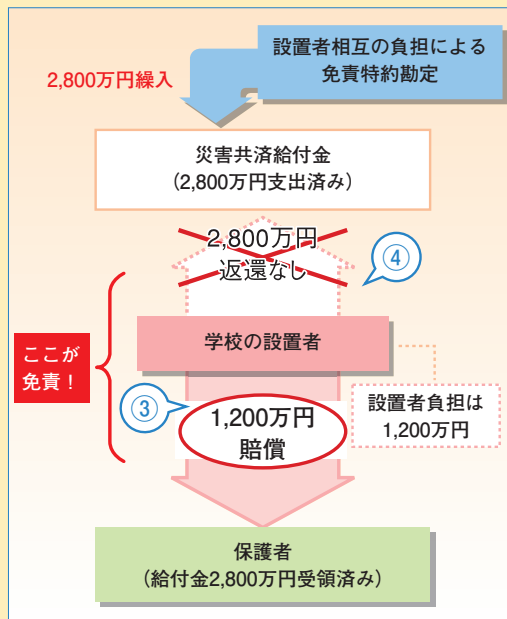 設置者相互の負担による
免責特約勘定
2,800万円繰入
災害共済給付金
(2,800万円支出済み)
2,800万円
返還なし
④
ここが
免責！
学校の設置者
③
1,200万円
賠償
設置者負担は
1,200万円
保護者
(給付金2,800万円受領済み)